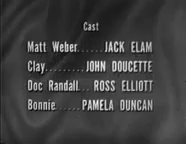 Cast
Matt Weber......JACK ELAM
Clay.........JOHN DOUCETTE
Doc Randall... ROSS ELLIOTT
Bonnie......PAMELA DUNCAN